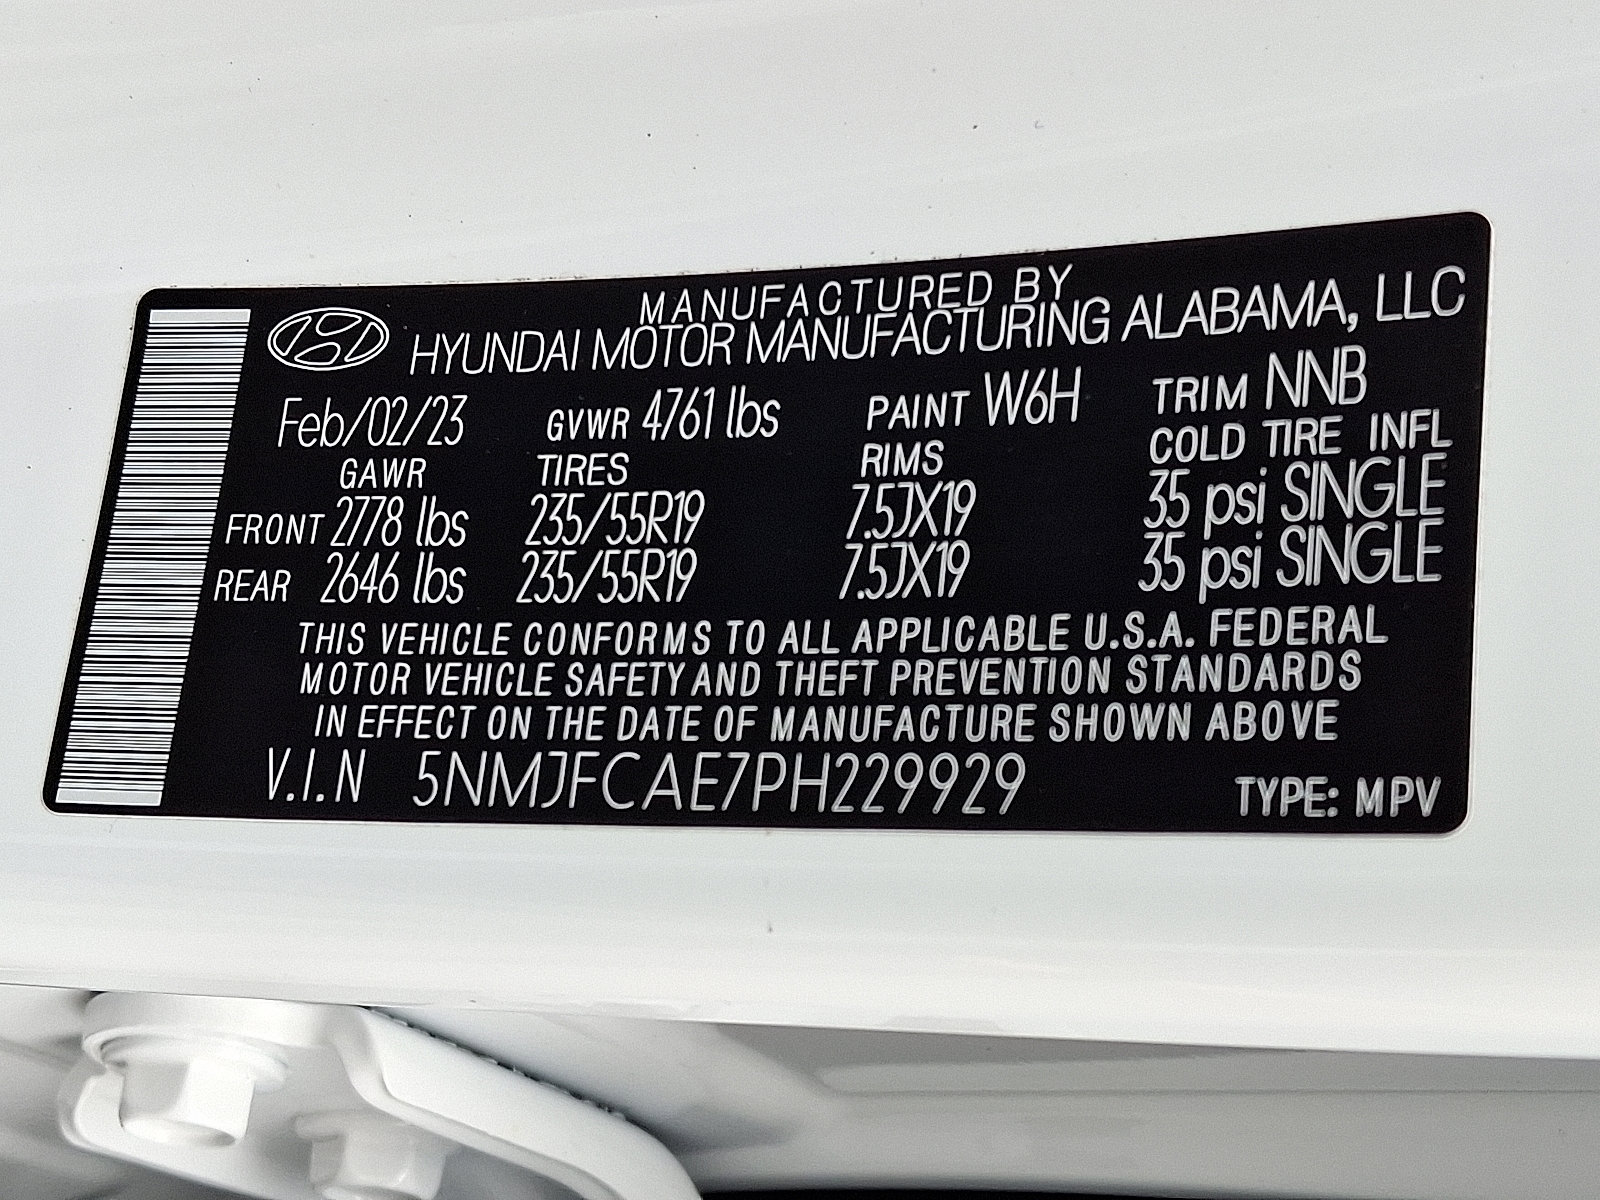 MANUFACTURED BY
HYUNDAI MOTOR MANUFACTURING ALABAMA, LLC
Feb/02/23 GVWR 4761 lbs PAINT W6H TRIM NNB
GAWR TIRES RIMS COLD TIRE INFL
FRONT 2778 lbs 235/55R19 7.5JX19 35 psi SINGLE
REAR 2646 lbs 235/55R19 7.5JX19 35 psi SINGLE
THIS VEHICLE CONFORMS TO ALL APPLICABLE U.S.A. FEDERAL
MOTOR VEHICLE SAFETY AND THEFT PREVENTION STANDARDS
IN EFFECT ON THE DATE OF MANUFACTURE SHOWN ABOVE
V.I.N 5NMJFCAE7PH229929 TYPE: MPV